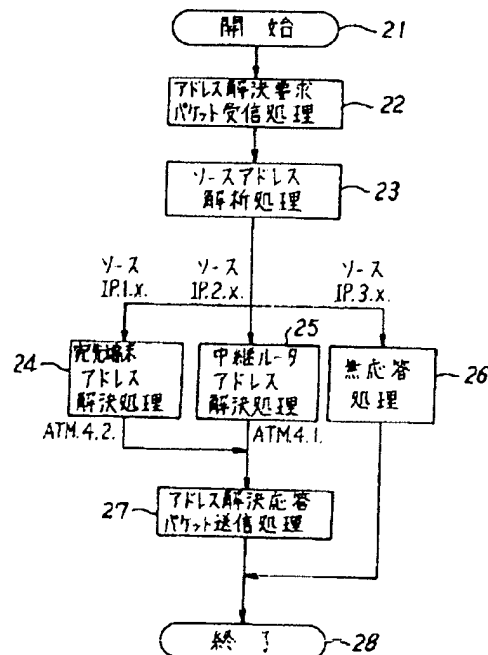 開始
21
アドレス解決要求
パケット受信処理
22
ソースアドレス
解析処理
23
ソース
IP.1.x.
ソース
IP.2.x.
ソース
IP.3.x.
24
宛先端末
アドレス
解決処理
25
中継ルータ
アドレス
解決処理
無応答
処理
26
ATM.4.2.
ATM.4.1.
27
アドレス解決応答
パケット送信処理
終了
28